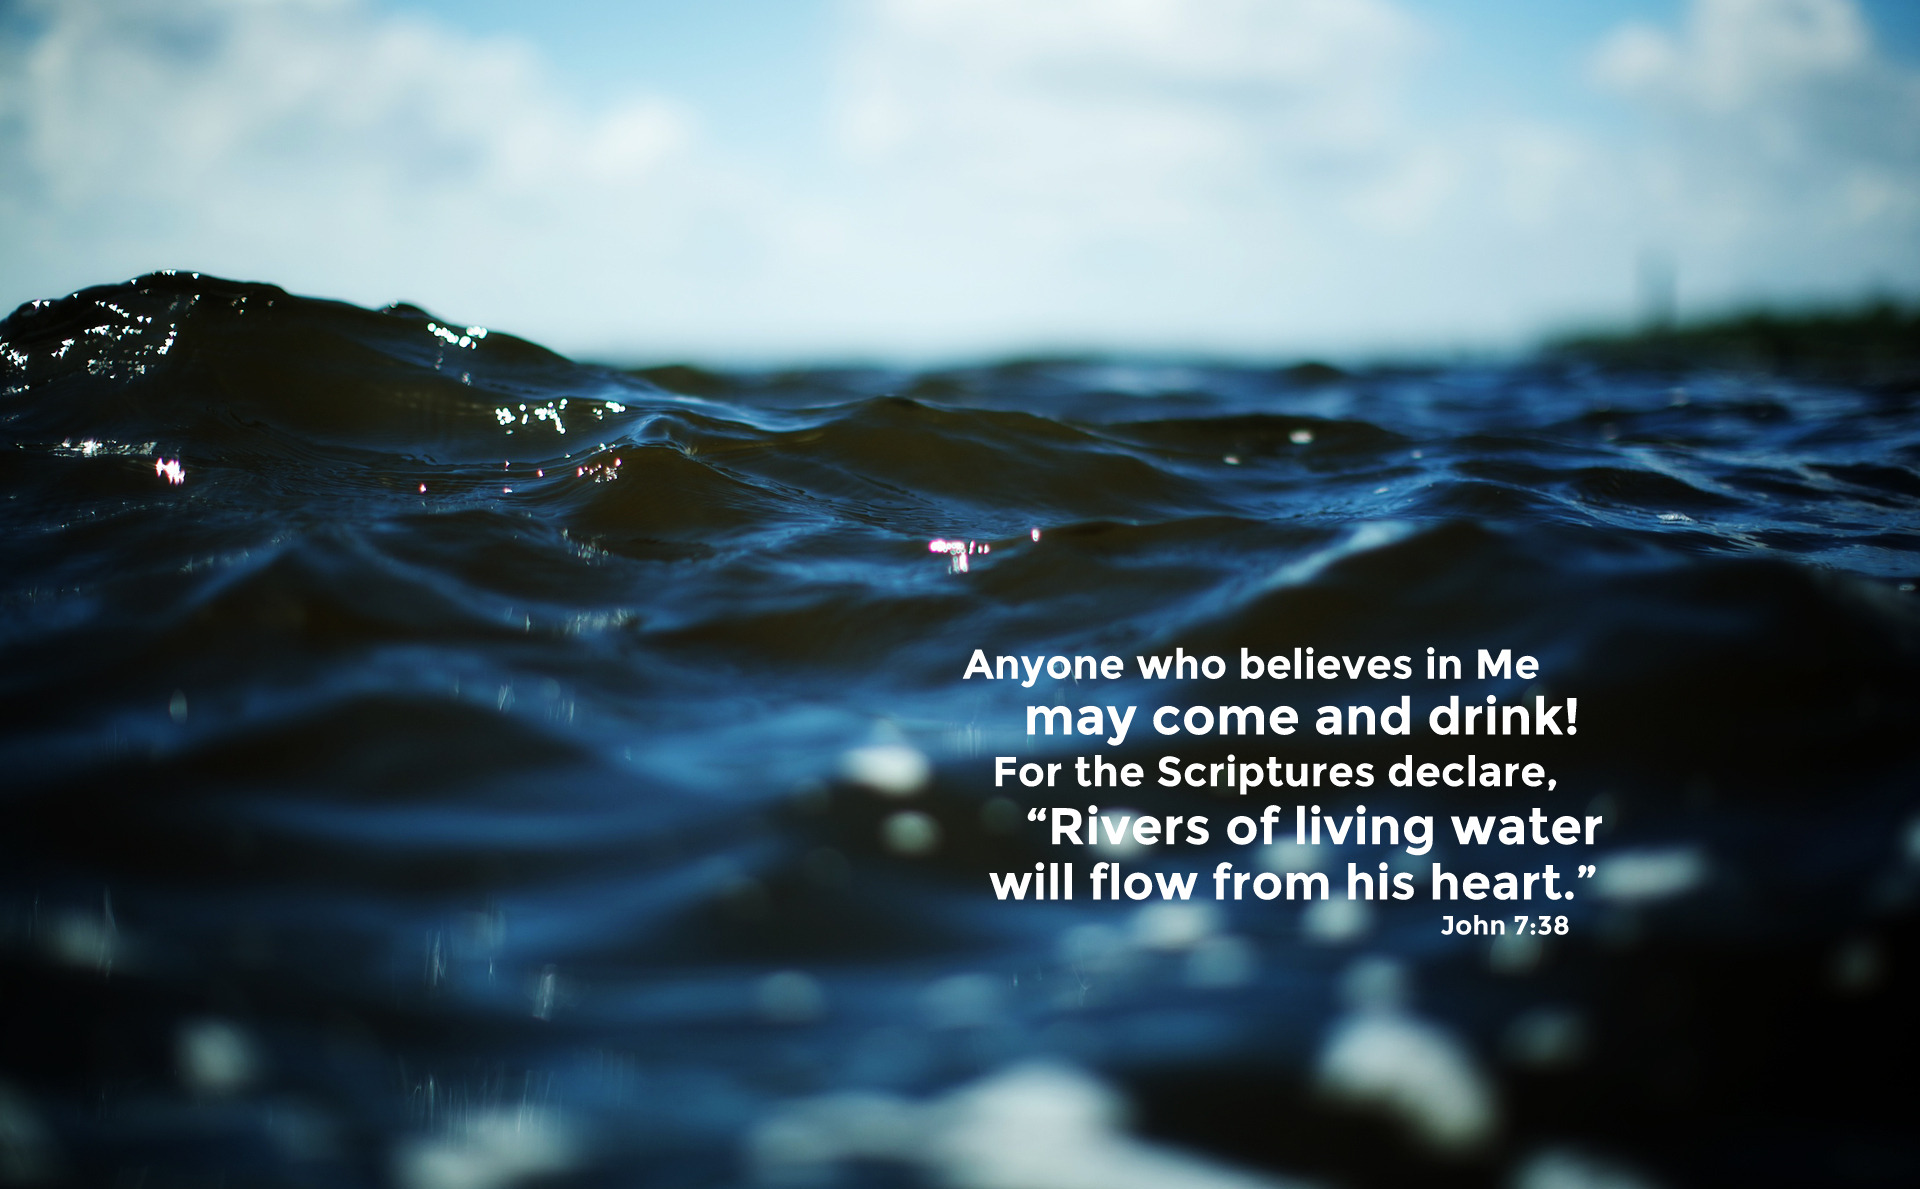 Anyone who believes in Me
may come and drink!
For the Scriptures declare,
“Rivers of living water
will flow from his heart.”
John 7:38